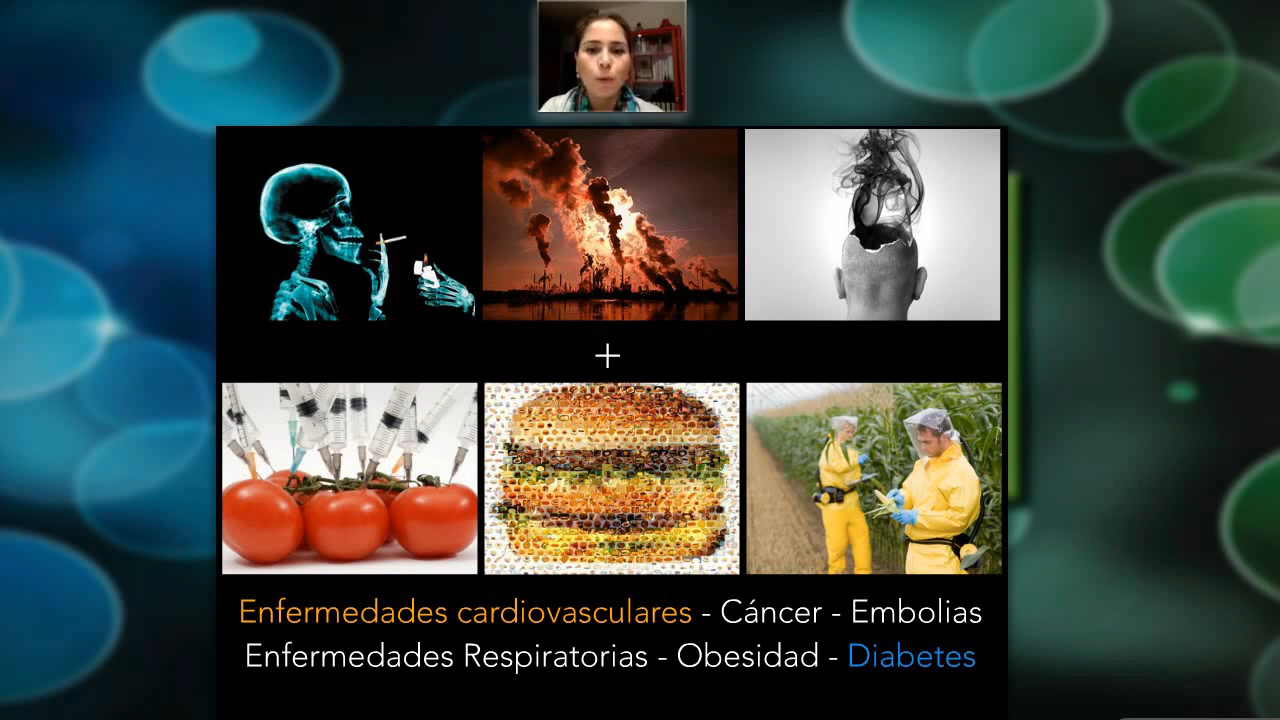 +
Enfermedades cardiovasculares - Cáncer - Embolias
Enfermedades Respiratorias - Obesidad - Diabetes